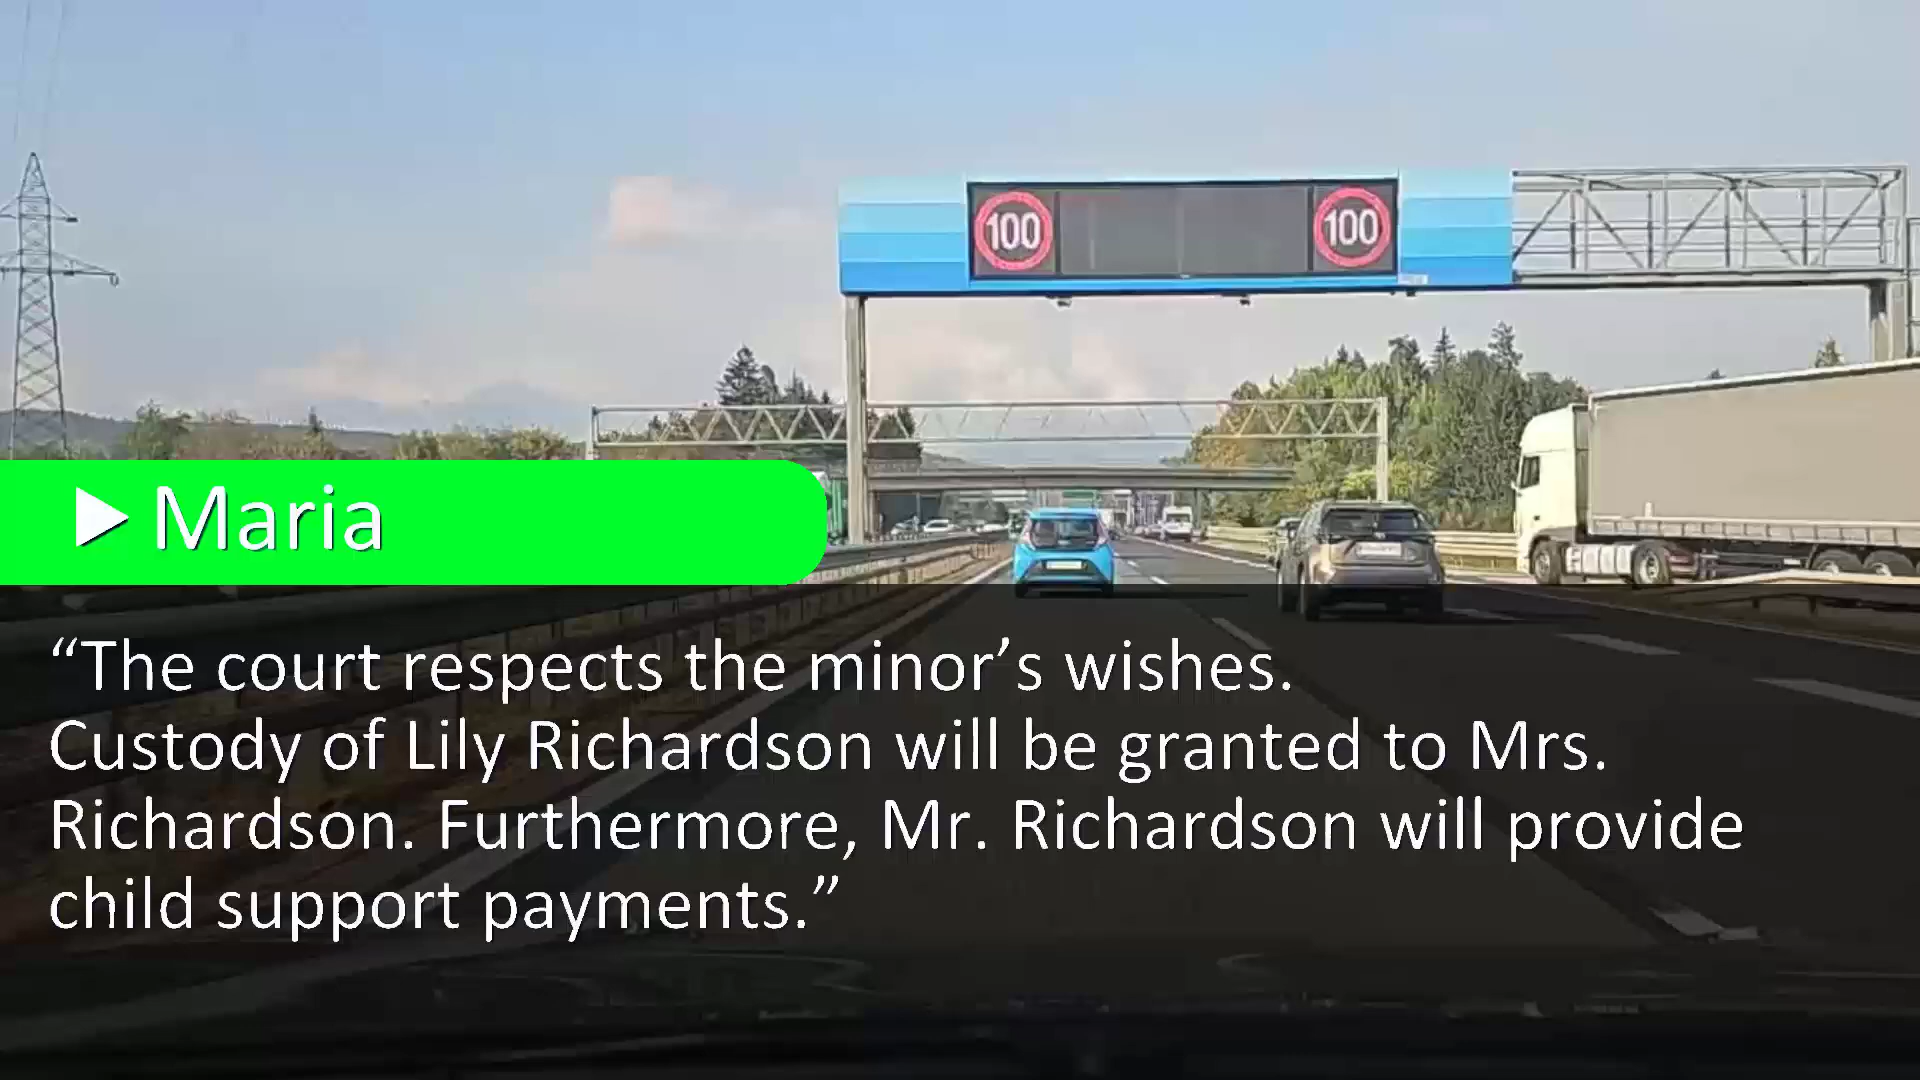 100 100
Maria
“The court respects the minor’s wishes.
Custody of Lily Richardson will be granted to Mrs.
Richardson. Furthermore, Mr. Richardson will provide
child support payments.”